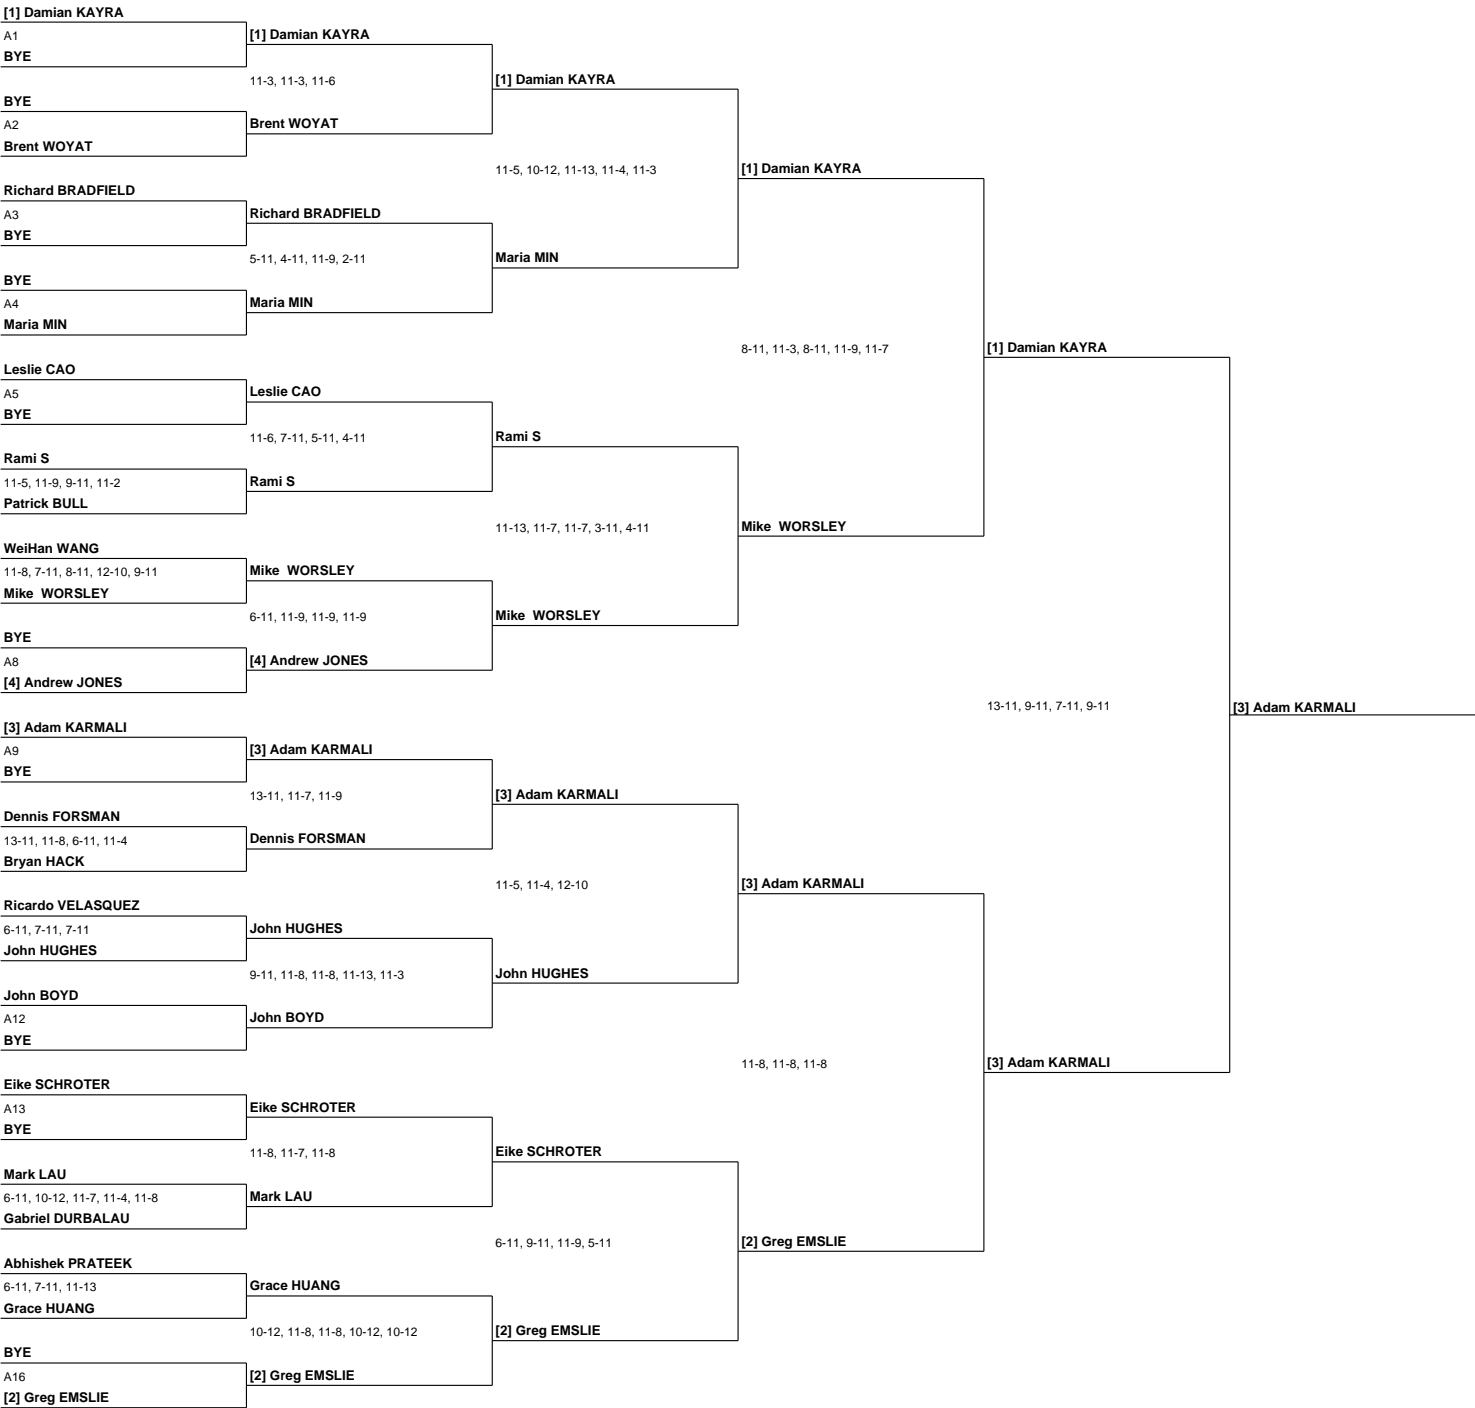 [1] Damian KAYRA
A1
BYE
BYE
A2
Brent WOYAT
Richard BRADFIELD
A3
BYE
BYE
A4
Maria MIN
Leslie CAO
A5
BYE
Rami S
11-5, 11-9, 9-11, 11-2
Patrick BULL
WeiHan WANG
11-8, 7-11, 8-11, 12-10, 9-11
Mike WORSLEY
BYE
A8
[4] Andrew JONES
[3] Adam KARMALI
A9
BYE
Dennis FORSMAN
13-11, 11-8, 6-11, 11-4
Bryan HACK
Ricardo VELASQUEZ
6-11, 7-11, 7-11
John HUGHES
John BOYD
A12
BYE
Eike SCHROTER
A13
BYE
Mark LAU
6-11, 10-12, 11-7, 11-4, 11-8
Gabriel DURBALAU
Abhishek PRATEEK
6-11, 7-11, 11-13
Grace HUANG
BYE
A16
[2] Greg EMSLIE
[1] Damian KAYRA
11-3, 11-3, 11-6
Brent WOYAT
Richard BRADFIELD
5-11, 4-11, 11-9, 2-11
Maria MIN
Leslie CAO
11-6, 7-11, 5-11, 4-11
Rami S
Mike WORSLEY
6-11, 11-9, 11-9, 11-9
[4] Andrew JONES
[3] Adam KARMALI
13-11, 11-7, 11-9
Dennis FORSMAN
John HUGHES
9-11, 11-8, 11-8, 11-13, 11-3
John BOYD
Eike SCHROTER
11-8, 11-7, 11-8
Mark LAU
Grace HUANG
10-12, 11-8, 11-8, 10-12, 10-12
[2] Greg EMSLIE
[1] Damian KAYRA
11-5, 10-12, 11-13, 11-4, 11-3
Maria MIN
Rami S
11-13, 11-7, 11-7, 3-11, 4-11
Mike WORSLEY
[3] Adam KARMALI
11-5, 11-4, 12-10
John HUGHES
Eike SCHROTER
6-11, 9-11, 11-9, 5-11
[2] Greg EMSLIE
[1] Damian KAYRA
8-11, 11-3, 8-11, 11-9, 11-7
Mike WORSLEY
[3] Adam KARMALI
11-8, 11-8, 11-8
[2] Greg EMSLIE
[1] Damian KAYRA
13-11, 9-11, 7-11, 9-11
[3] Adam KARMALI
[3] Adam KARMALI